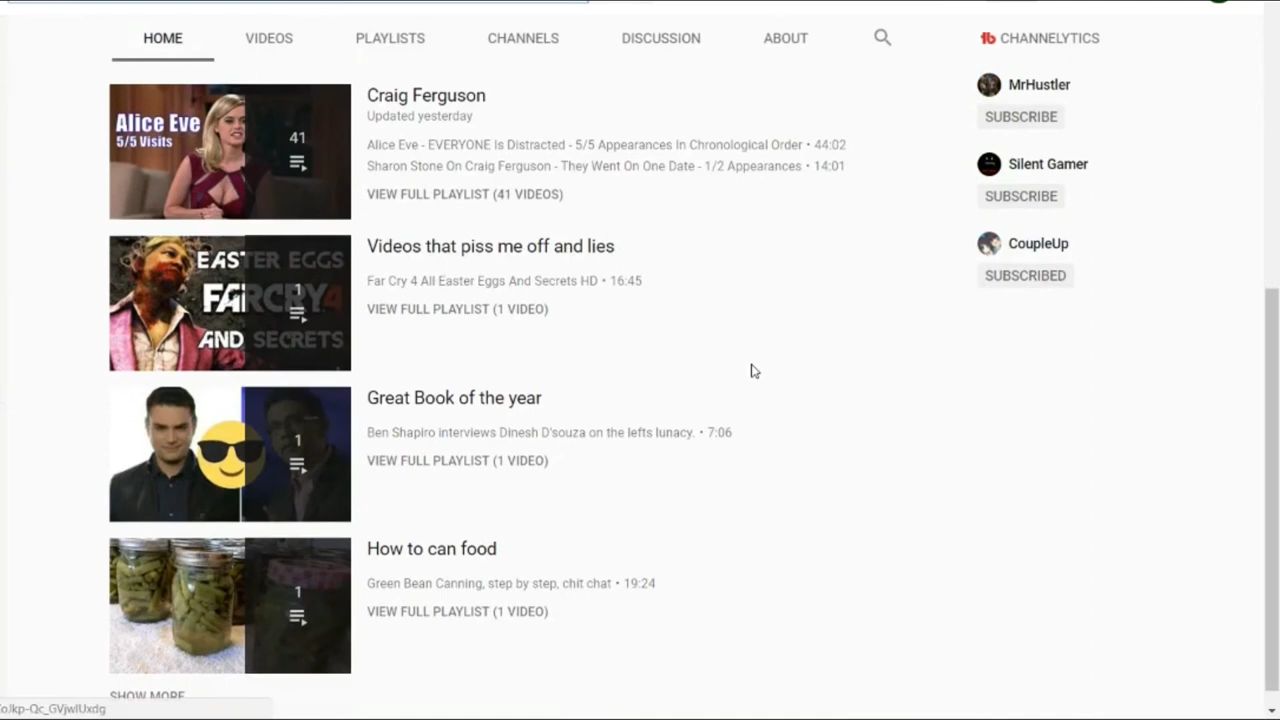 HOME VIDEOS PLAYLISTS CHANNELS DISCUSSION ABOUT
CHANNELYTICS
MrHustler
SUBSCRIBE
Silent Gamer
SUBSCRIBE
CoupleUp
SUBSCRIBED
Alice Eve
5/5 Visits
41
Craig Ferguson
Updated yesterday
Alice Eve - EVERYONE Is Distracted - 5/5 Appearances In Chronological Order • 44:02
Sharon Stone On Craig Ferguson - They Went On One Date - 1/2 Appearances • 14:01
VIEW FULL PLAYLIST (41 VIDEOS)
EASTER EGGS
FARCRY4
AND SECRETS
1
Videos that piss me off and lies
Far Cry 4 All Easter Eggs And Secrets HD • 16:45
VIEW FULL PLAYLIST (1 VIDEO)
1
Great Book of the year
Ben Shapiro interviews Dinesh D'souza on the lefts lunacy. • 7:06
VIEW FULL PLAYLIST (1 VIDEO)
1
How to can food
Green Bean Canning, step by step, chit chat • 19:24
VIEW FULL PLAYLIST (1 VIDEO)
SHOW MORE